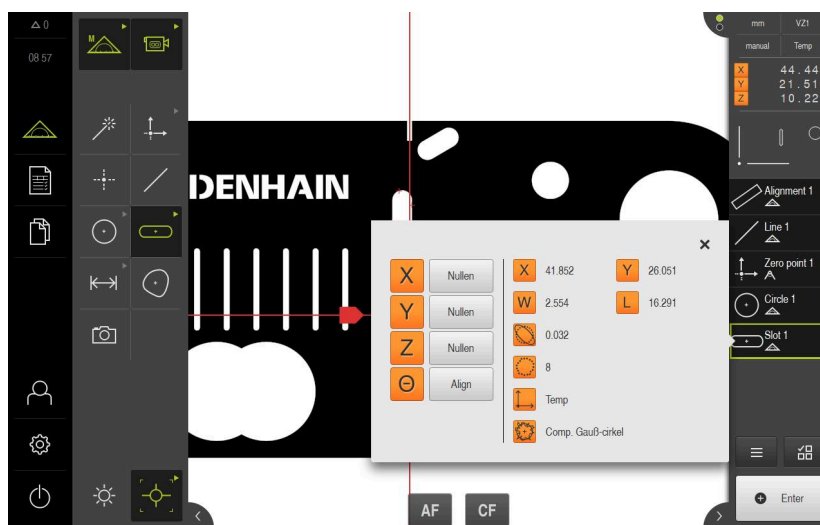 0
08 57
M
DENHAIN
X Nullen
Y Nullen
Z Nullen
Θ Align
X 41.852 Y 26.051
W 2.554 L 16.291
0.032
8
Temp
Comp. Gauß-cirkel
AF CF
mm VZ1
manual Temp
X 44.44
Y 21.51
Z 10.22
Alignment 1
Line 1
Zero point 1
Circle 1
Slot 1
Enter